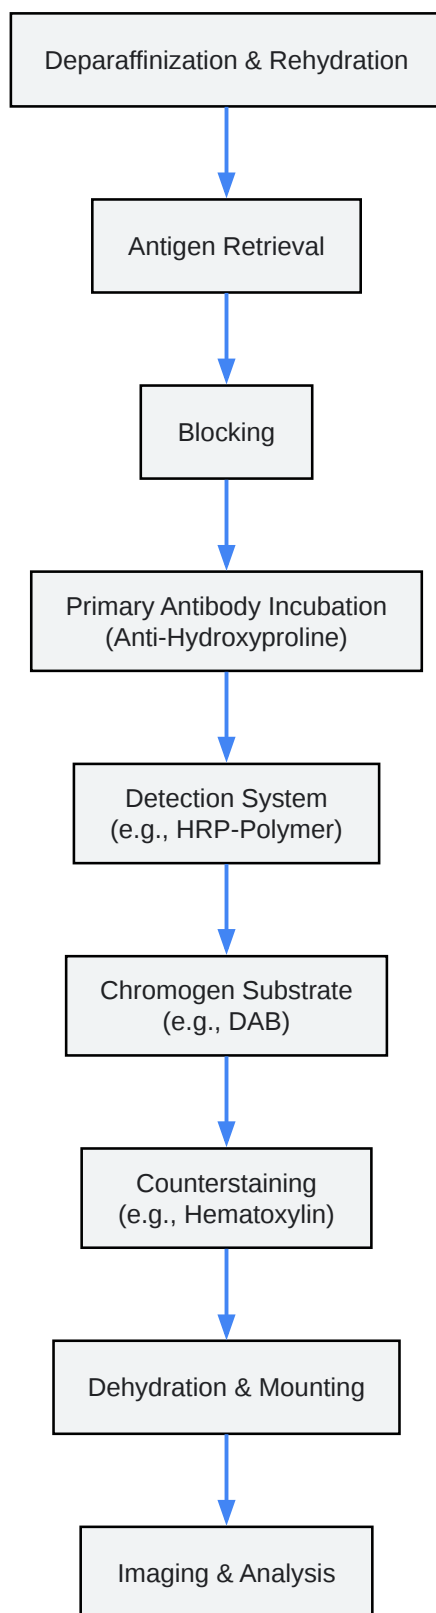 Deparaffinization & Rehydration
Antigen Retrieval
Blocking
Primary Antibody Incubation
(Anti-Hydroxyproline)
Detection System
(e.g., HRP-Polymer)
Chromogen Substrate
(e.g., DAB)
Counterstaining
(e.g., Hematoxylin)
Dehydration & Mounting
Imaging & Analysis